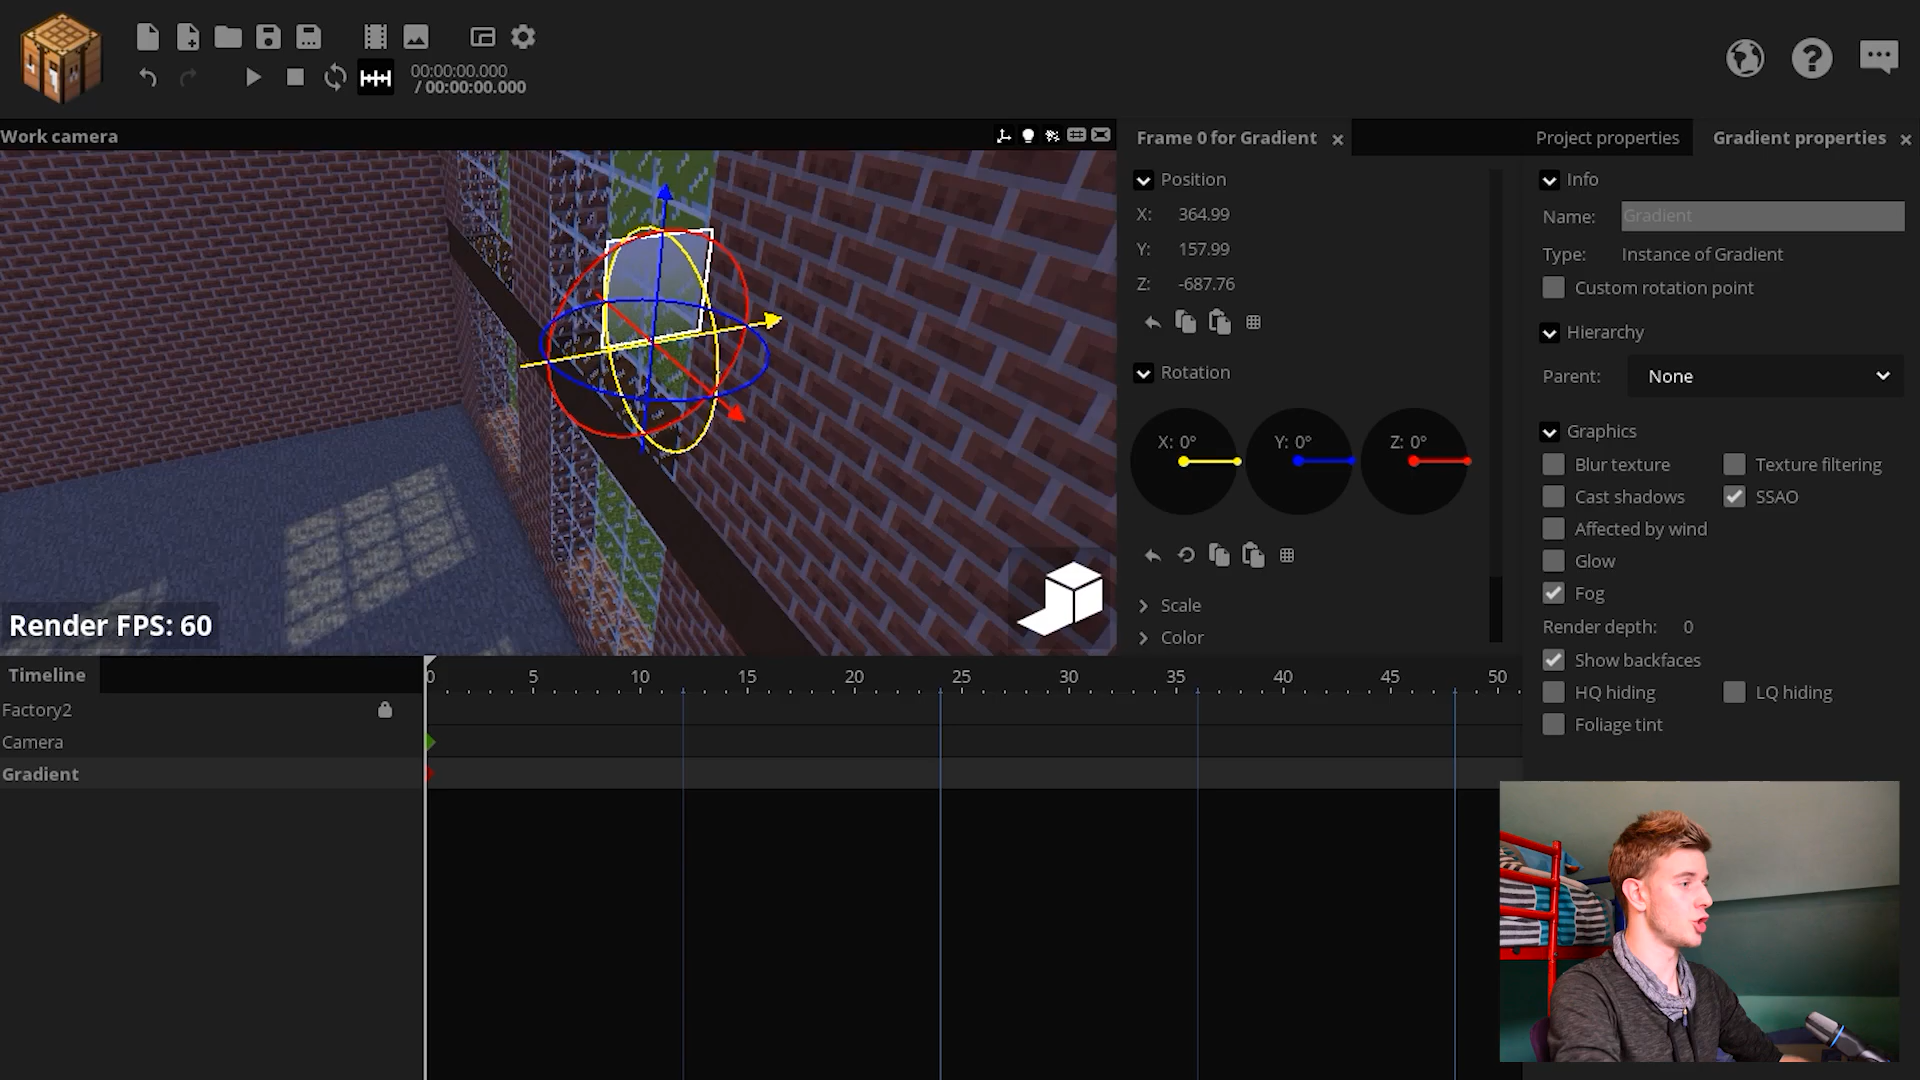 00:00:00.000
/ 00:00:00.000
Work camera
Render FPS: 60
Frame 0 for Gradient
Position
X: 364.99
Y: 157.99
Z: -687.76
Rotation
X: 0° Y: 0° Z: 0°
Scale
Color
Project properties Gradient properties
Info
Name: Gradient
Type: Instance of Gradient
Custom rotation point
Hierarchy
Parent: None
Graphics
Blur texture Texture filtering
Cast shadows SSAO
Affected by wind
Glow
Fog
Render depth: 0
Show backfaces
HQ hiding LQ hiding
Foliage tint
Timeline
0 5 10 15 20 25 30 35 40 45 50
Factory2
Camera
Gradient